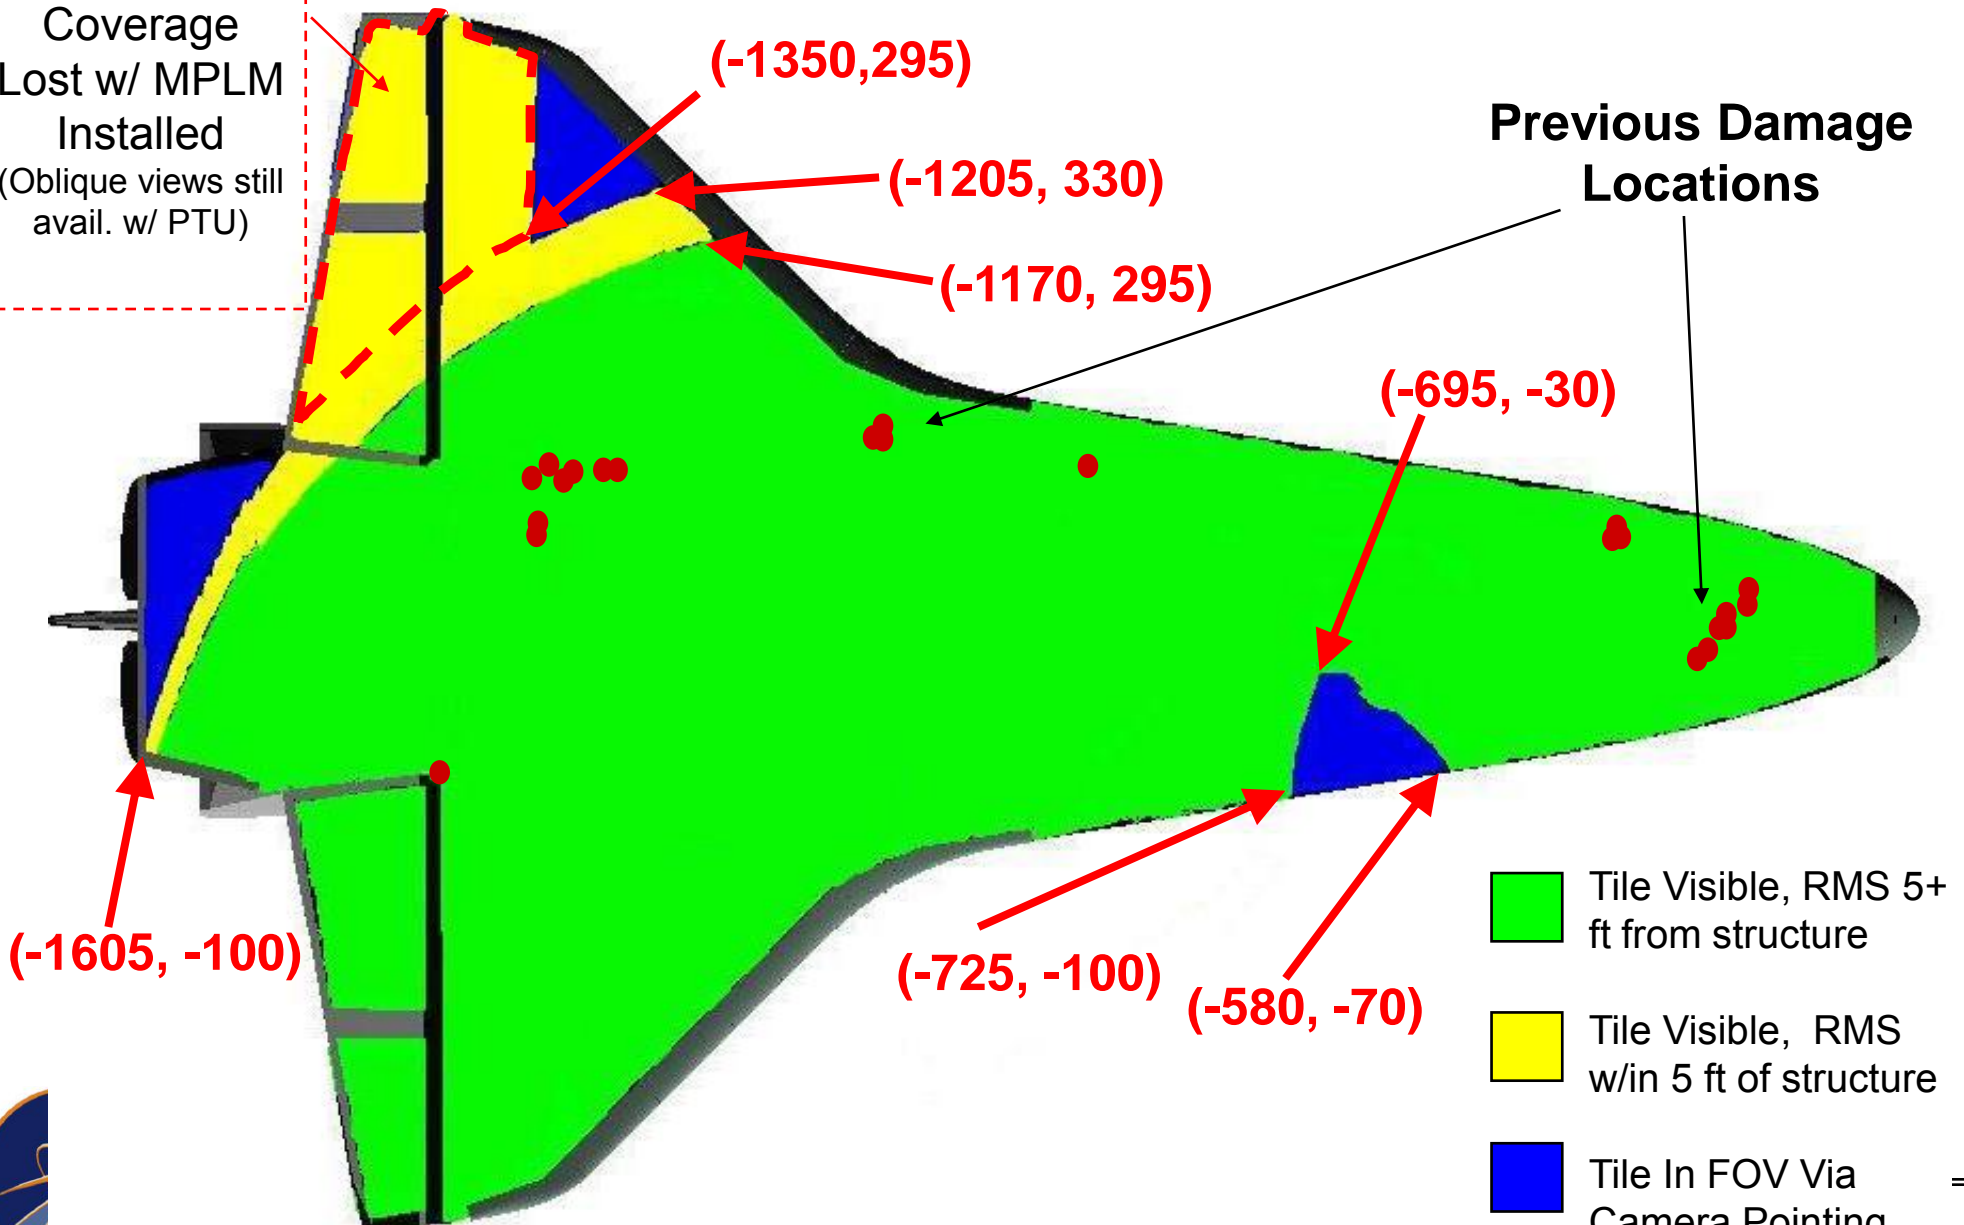 Coverage
Lost w/ MPLM
Installed
(Oblique views still
avail. w/ PTU)
(-1350,295)
(-1205, 330)
(-1170, 295)
Previous Damage
Locations
(-695, -30)
(-1605, -100)
(-725, -100)
(-580, -70)
Tile Visible, RMS 5+
ft from structure
Tile Visible, RMS
w/in 5 ft of structure
Tile In FOV Via
Camera Pointing